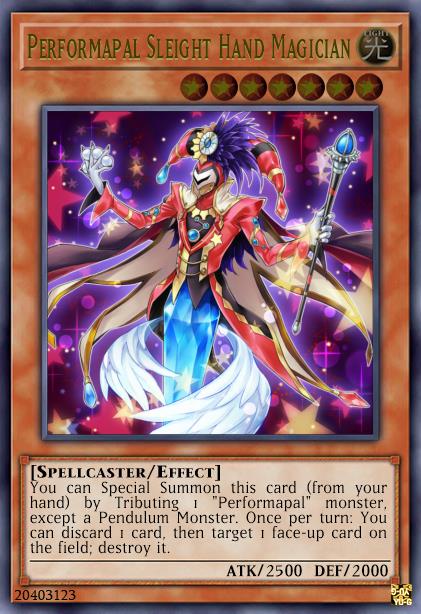 Performapal Sleight Hand Magician
LIGHT
光
[Spellcaster/Effect]
You can Special Summon this card (from your
hand) by Tributing 1 "Performapal" monster,
except a Pendulum Monster. Once per turn: You
can discard 1 card, then target 1 face-up card on
the field; destroy it.
ATK/2500 DEF/2000
20403123